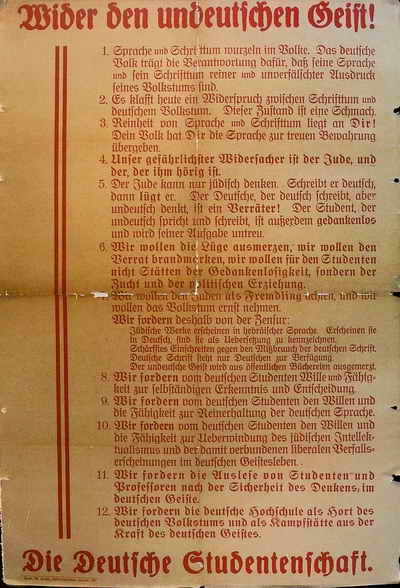 Wider den undeutschen Geist!
1. Sprache und Schrifttum wurzeln im Volke. Das deutsche
Volk trägt die Verantwortung dafür, daß seine Sprache
und sein Schrifttum reiner und unverfälschter Ausdruck
seines Volkstums sind.
2. Es klafft heute ein Widerspruch zwischen Schrifttum und
deutschem Volkstum. Dieser Zustand ist eine Schmach.
3. Reinheit von Sprache und Schrifttum liegt an Dir!
Dein Volk hat Dir die Sprache zur treuen Bewahrung
übergeben.
4. Unser gefährlichster Widersacher ist der Jude, und
der, der ihm hörig ist.
5. Der Jude kann nur jüdisch denken. Schreibt er deutsch,
dann lügt er. Der Deutsche, der deutsch schreibt, aber
undeutsch denkt, ist ein Verräter! Der Student, der
undeutsch spricht und schreibt, ist außerdem gedankenlos
und wird seiner Aufgabe untreu.
6. Wir wollen die Lüge ausmerzen, wir wollen den
Verrat brandmarken, wir wollen für den Studenten
nicht Stätten der Gedankenlosigkeit, sondern der
Zucht und der politischen Erziehung.
Wir wollen den Juden als Fremdling achten, und wir
wollen das Volkstum ernst nehmen.
Wir fordern deshalb von der Zensur:
Jüdische Werke erscheinen in hebräischer Sprache. Erscheinen sie
in Deutsch, sind sie als Uebersetzung zu kennzeichnen.
Schärfstes Einschreiten gegen den Mißbrauch der deutschen Schrift.
Deutsche Schrift steht nur Deutschen zur Verfügung.
Der undeutsche Geist wird aus öffentlichen Büchereien ausgemerzt.
8. Wir fordern vom deutschen Studenten Wille und Fähig-
keit zur selbständigen Erkenntnis und Entscheidung.
9. Wir fordern vom deutschen Studenten den Willen und
die Fähigkeit zur Reinerhaltung der deutschen Sprache.
10. Wir fordern vom deutschen Studenten den Willen und
die Fähigkeit zur Ueberwindung des jüdischen Intellek-
tualismus und der damit verbundenen liberalen Verfalls-
erscheinungen im deutschen Geistesleben.
11. Wir fordern die Auslese von Studenten und
Professoren nach der Sicherheit des Denkens im
deutschen Geiste.
12. Wir fordern die deutsche Hochschule als Hort des
deutschen Volkstums und als Kampfstätte aus der
Kraft des deutschen Geistes.
Die Deutsche Studentenschaft.